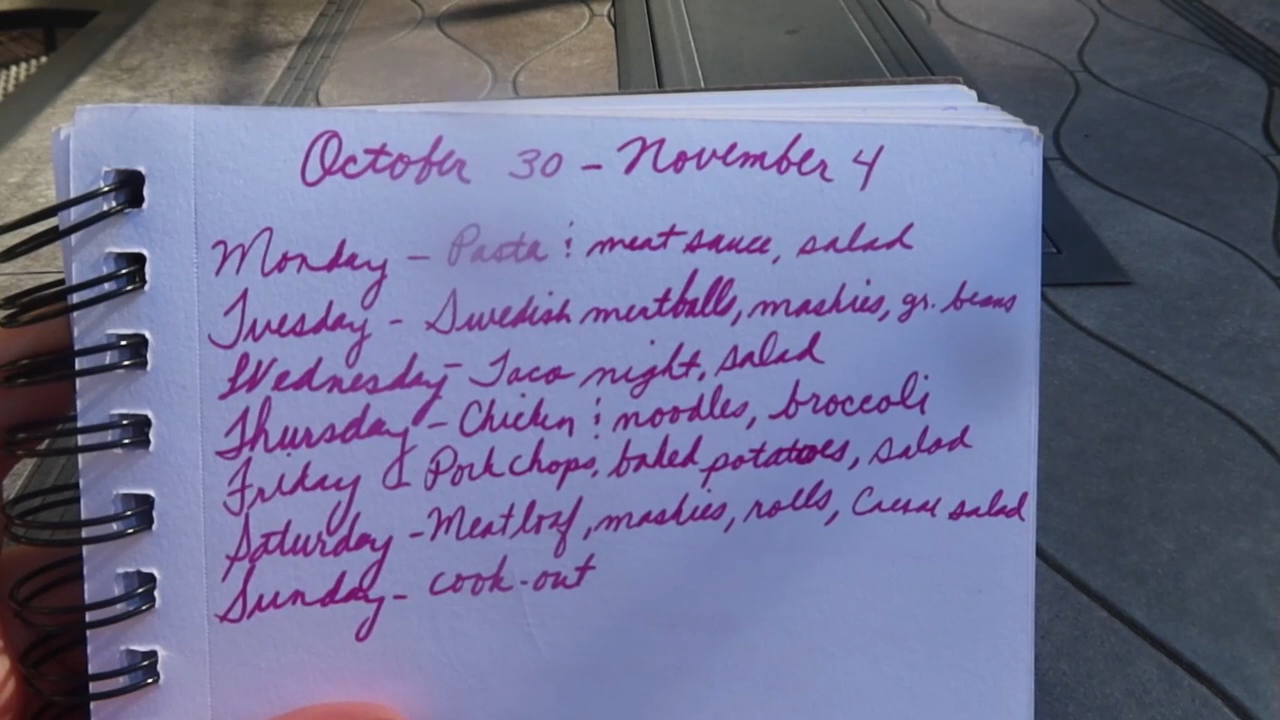 October 30 - November 4
Monday - Pasta & meat sauce, salad
Tuesday - Swedish meatballs, mashies, gr. beans
Wednesday - Taco night, salad
Thursday - Chicken & noodles, broccoli
Friday - Pork chops, baked potatoes, salad
Saturday - Meatloaf, mashies, rolls, Caesar salad
Sunday - cook-out